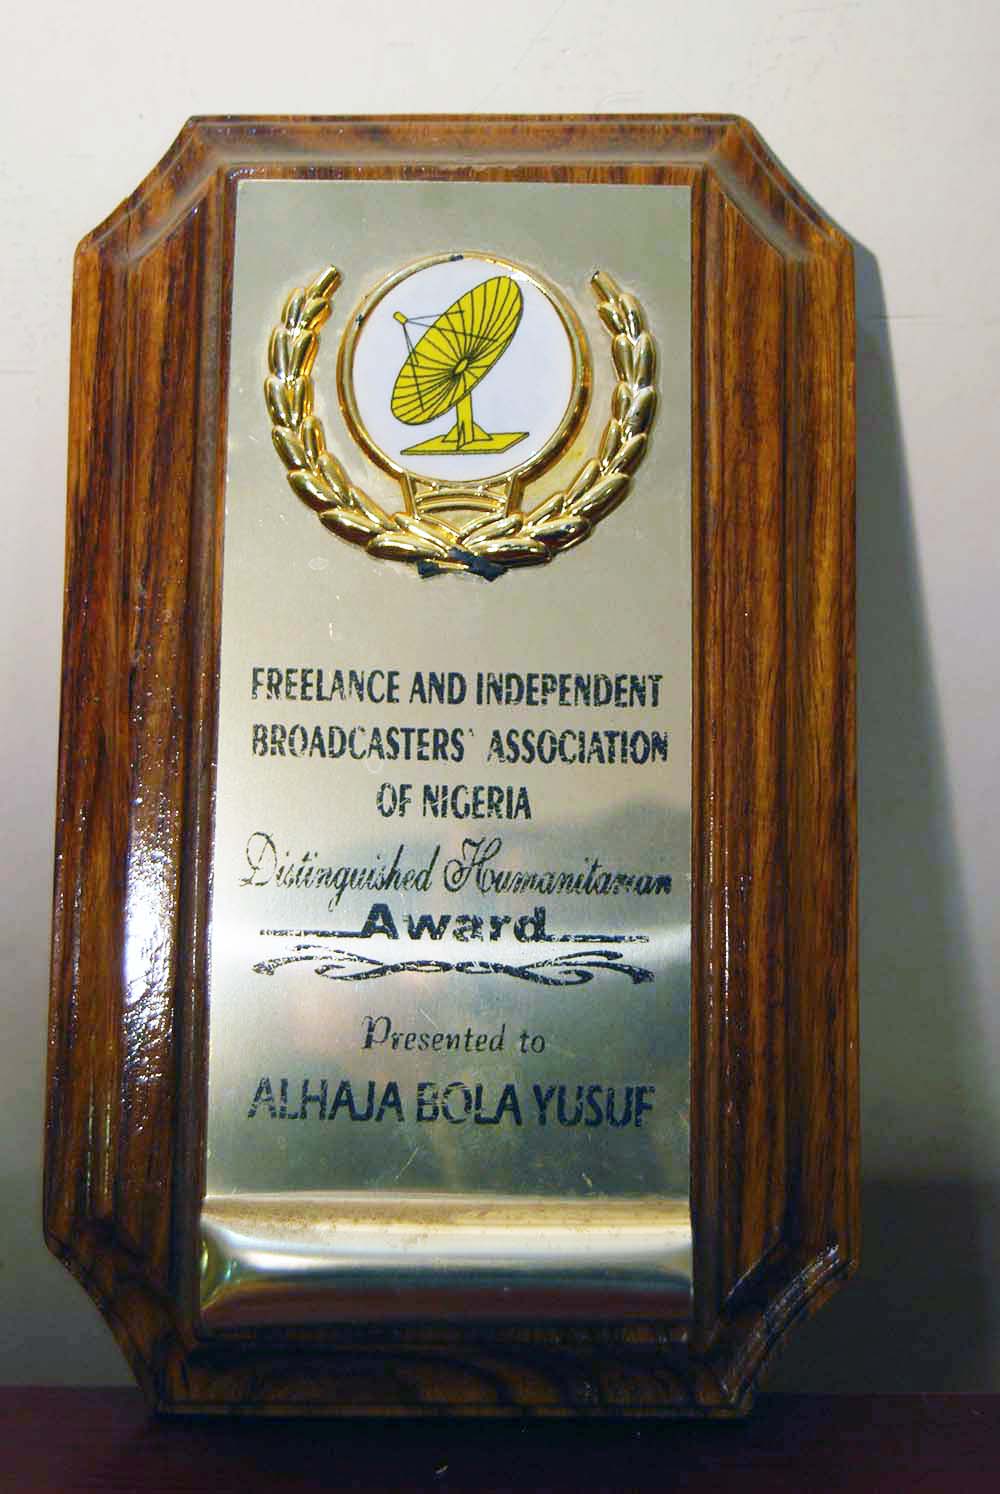 FREELANCE AND INDEPENDENT
BROADCASTERS' ASSOCIATION
OF NIGERIA
Distinguished Humanitarian
Award
Presented to
ALHAJA BOLA YUSUF